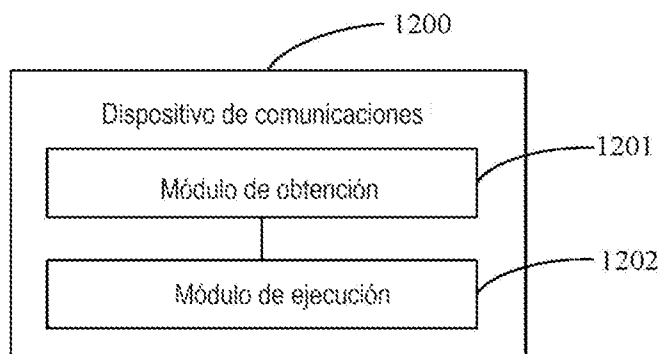 1200
Dispositivo de comunicaciones
1201
Módulo de obtención
1202
Módulo de ejecución